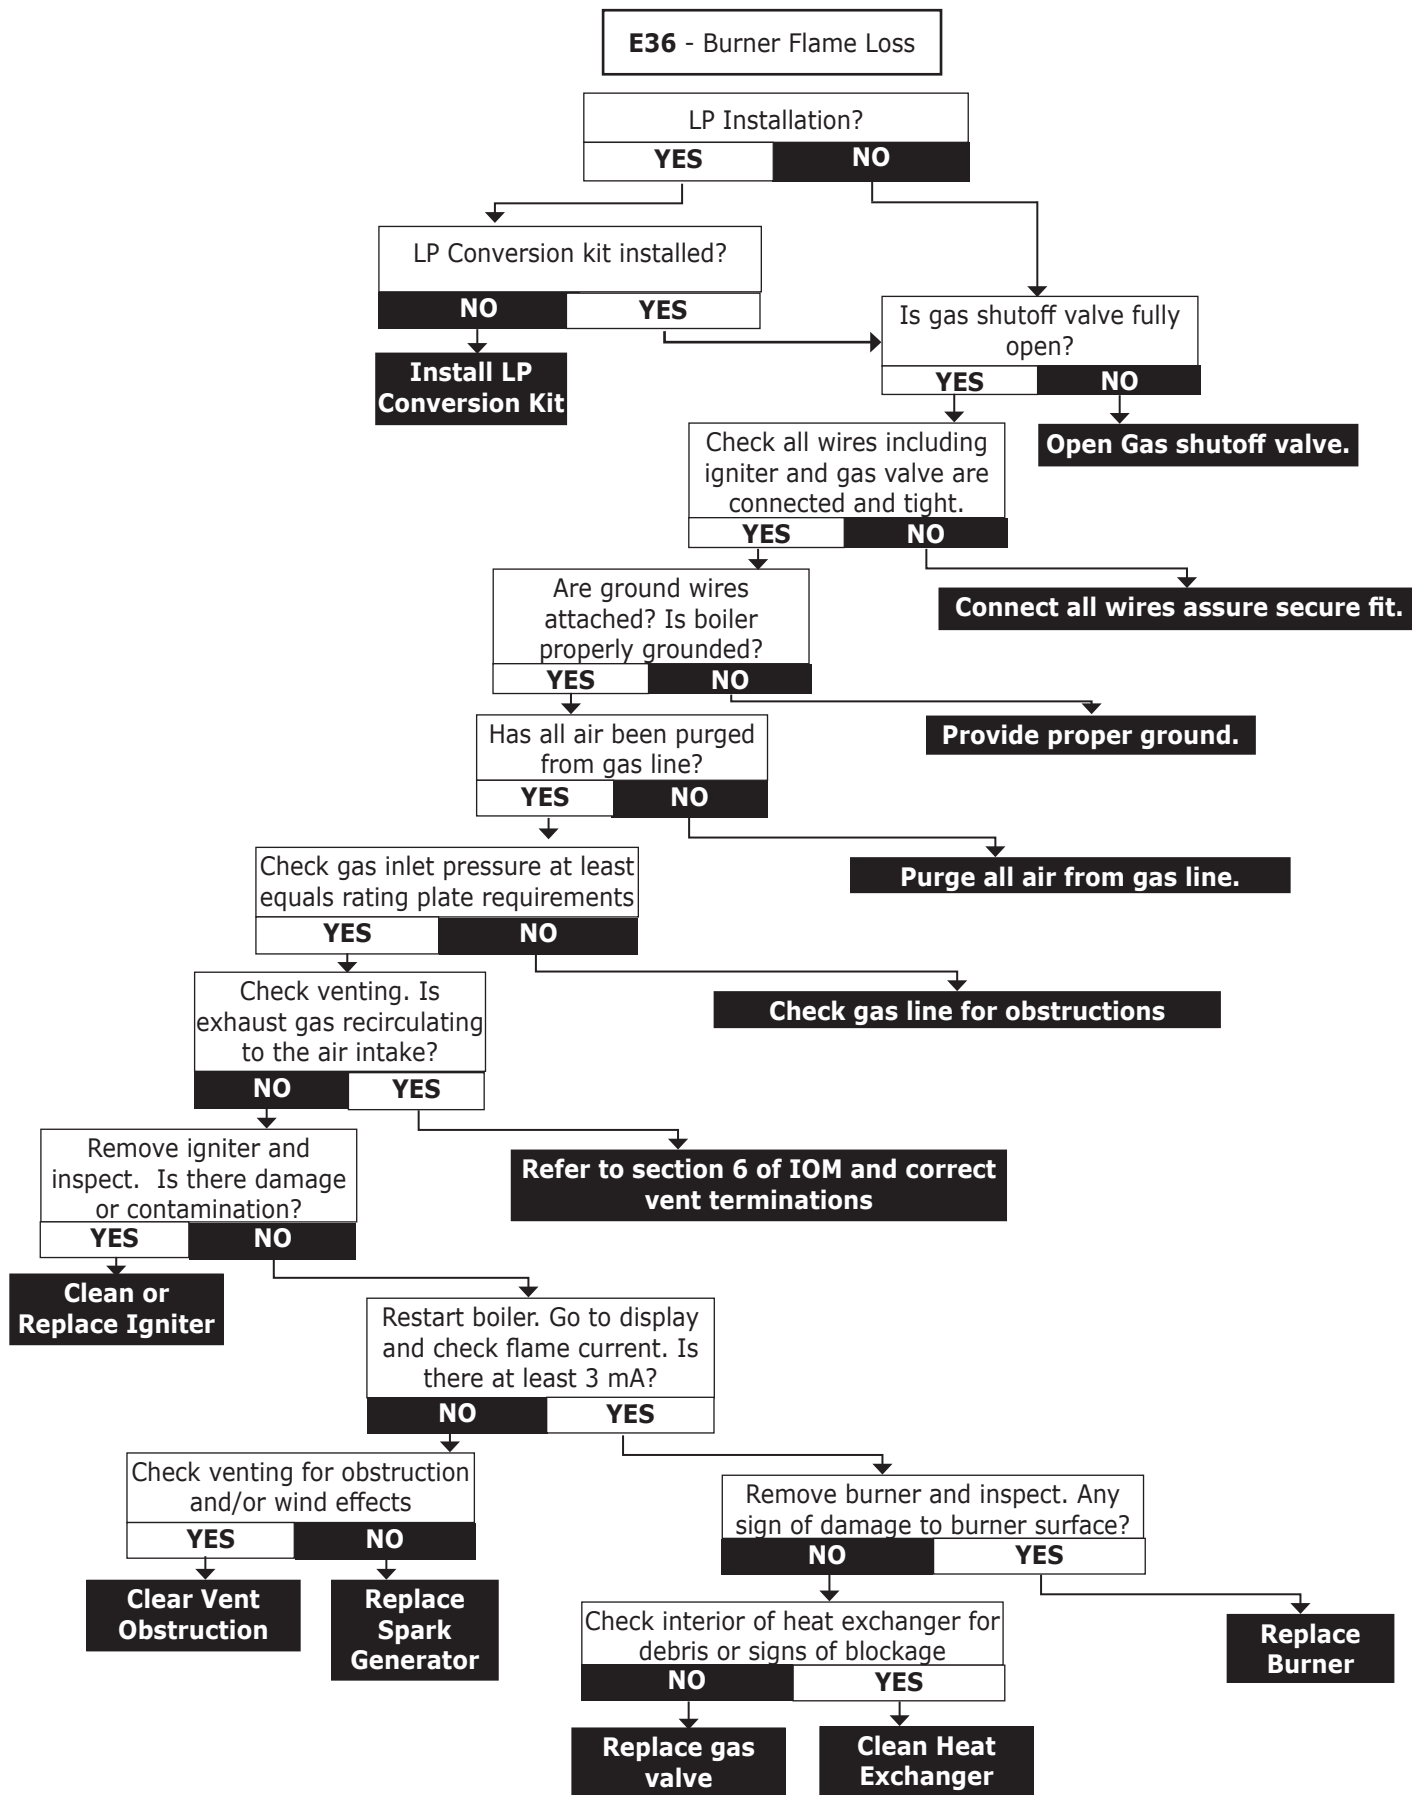 E36 - Burner Flame Loss
LP Installation?
YES
NO
LP Conversion kit installed?
NO
YES
Install LP
Conversion Kit
Is gas shutoff valve fully
open?
YES
NO
Open Gas shutoff valve.
Check all wires including
igniter and gas valve are
connected and tight.
YES
NO
Connect all wires assure secure fit.
Are ground wires
attached? Is boiler
properly grounded?
YES
NO
Provide proper ground.
Has all air been purged
from gas line?
YES
NO
Purge all air from gas line.
Check gas inlet pressure at least
equals rating plate requirements
YES
NO
Check gas line for obstructions
Check venting. Is
exhaust gas recirculating
to the air intake?
NO
YES
Refer to section 6 of IOM and correct
vent terminations
Remove igniter and
inspect.  Is there damage
or contamination?
YES
NO
Clean or
Replace Igniter
Restart boiler. Go to display
and check flame current. Is
there at least 3 mA?
NO
YES
Check venting for obstruction
and/or wind effects
YES
NO
Clear Vent
Obstruction
Replace
Spark
Generator
Remove burner and inspect. Any
sign of damage to burner surface?
NO
YES
Replace
Burner
Check interior of heat exchanger for
debris or signs of blockage
NO
YES
Replace gas
valve
Clean Heat
Exchanger